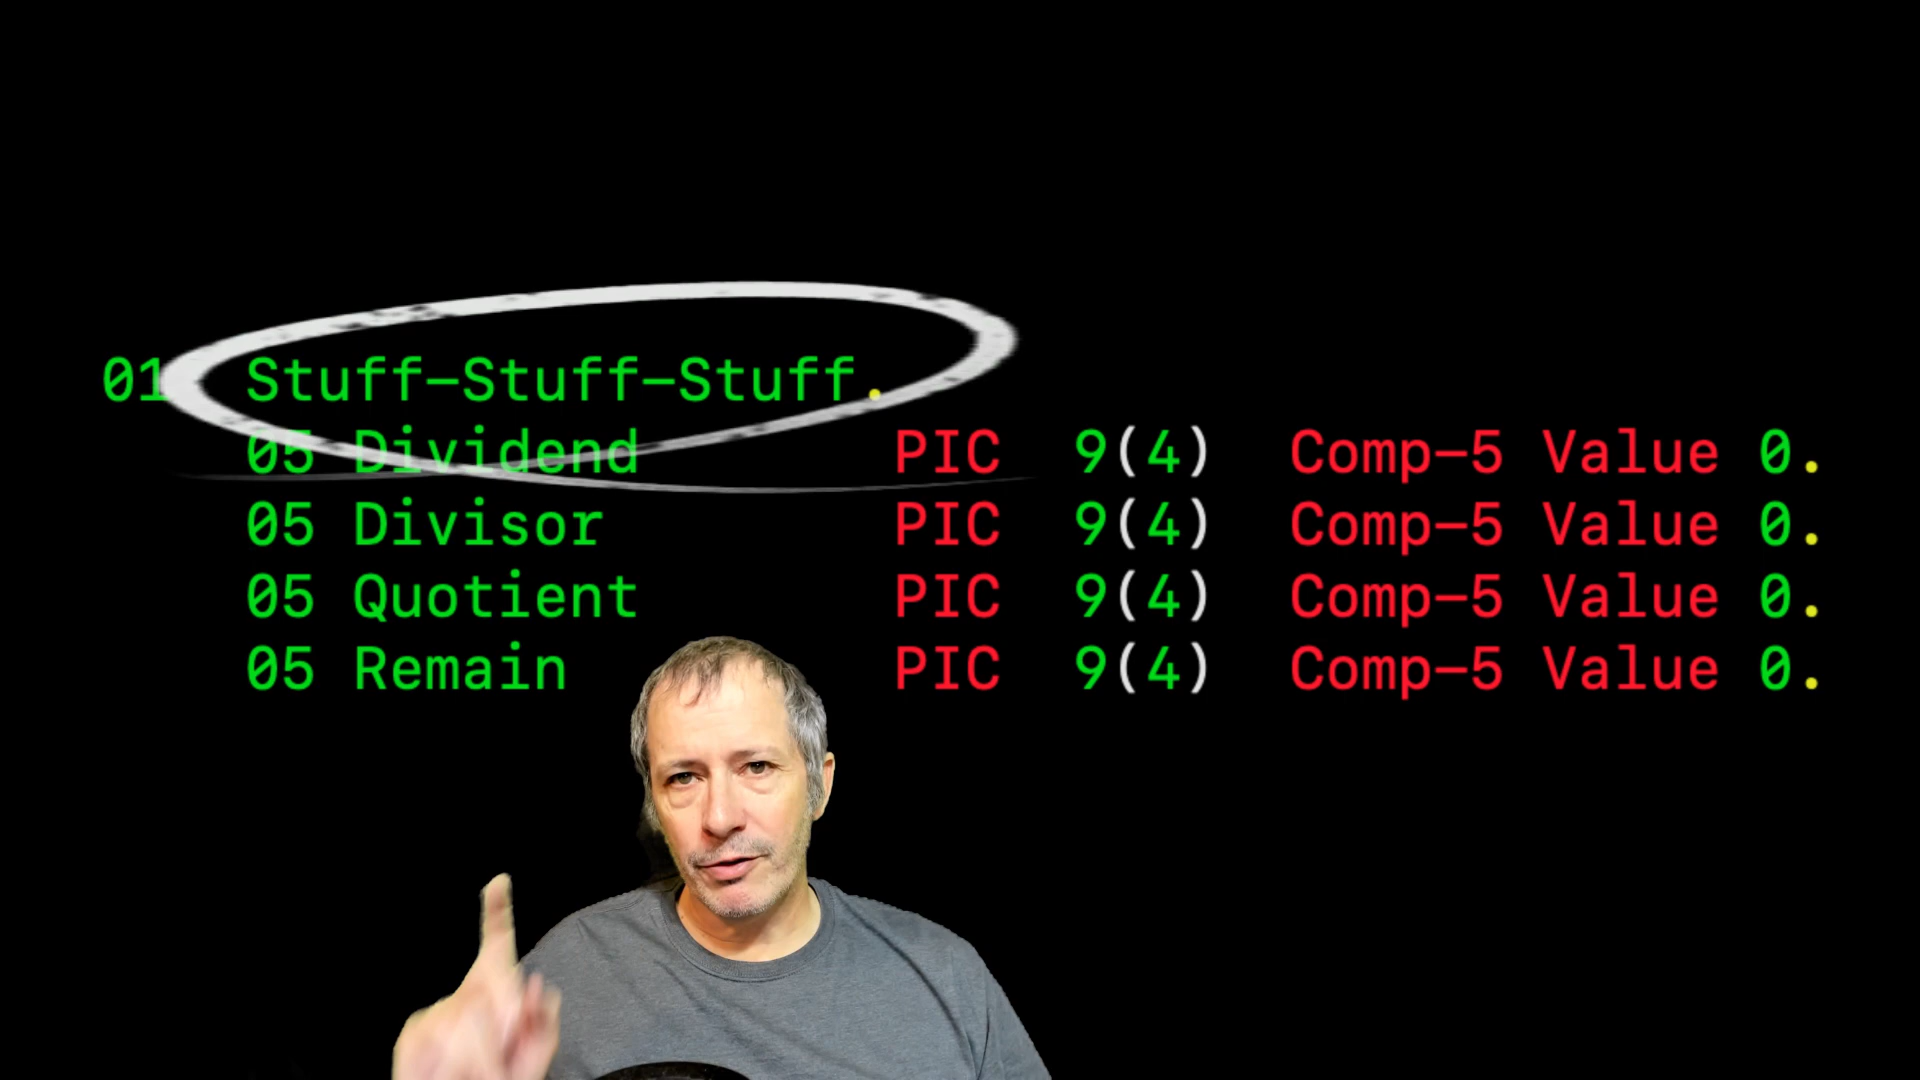 01  Stuff-Stuff-Stuff.
05 Dividend PIC 9(4) Comp-5 Value 0.
05 Divisor PIC 9(4) Comp-5 Value 0.
05 Quotient PIC 9(4) Comp-5 Value 0.
05 Remain PIC 9(4) Comp-5 Value 0.